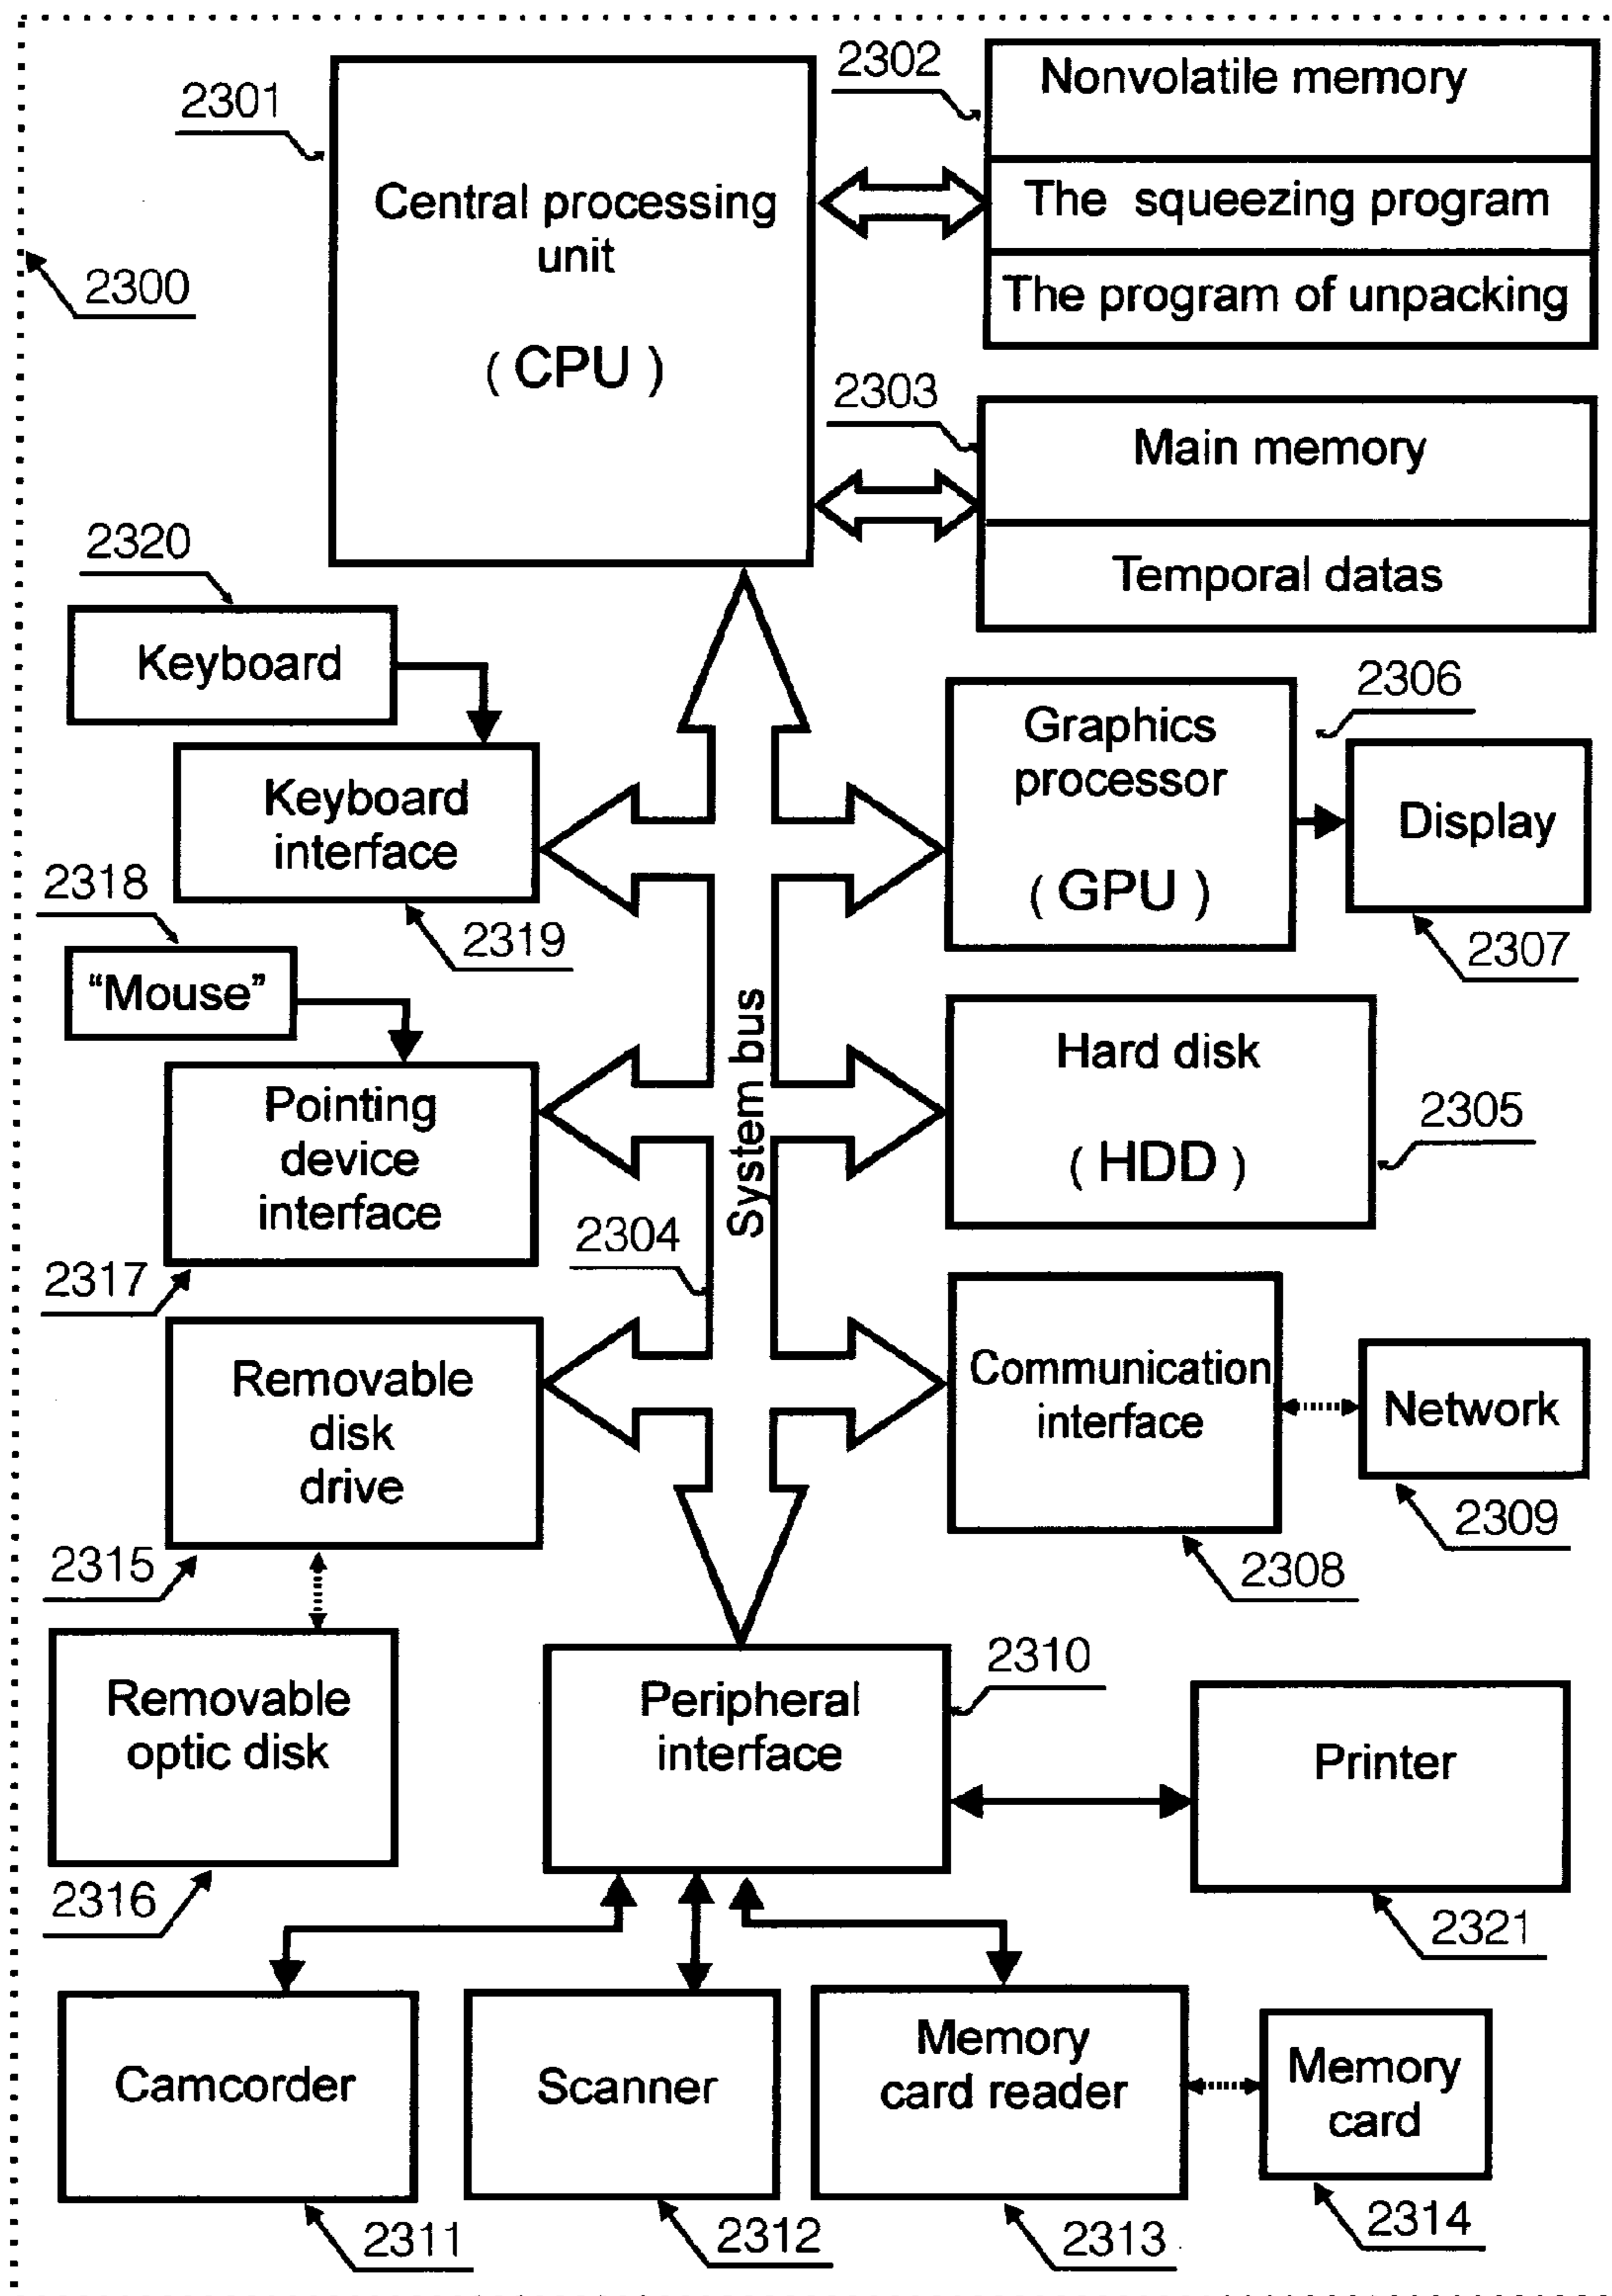 2301
Central processing
unit
( CPU )
2302
Nonvolatile memory
The squeezing program
The program of unpacking
2300
2303
Main memory
Temporal datas
2320
Keyboard
Keyboard
interface
2319
2306
Graphics
processor
( GPU )
Display
2307
2318
“Mouse”
Pointing
device
interface
2317
System bus
2304
Hard disk
( HDD )
2305
Removable
disk
drive
2315
Communication
interface
2308
Network
2309
Removable
optic disk
2316
Peripheral
interface
2310
Printer
2321
Camcorder
2311
Scanner
2312
Memory
card reader
2313
Memory
card
2314